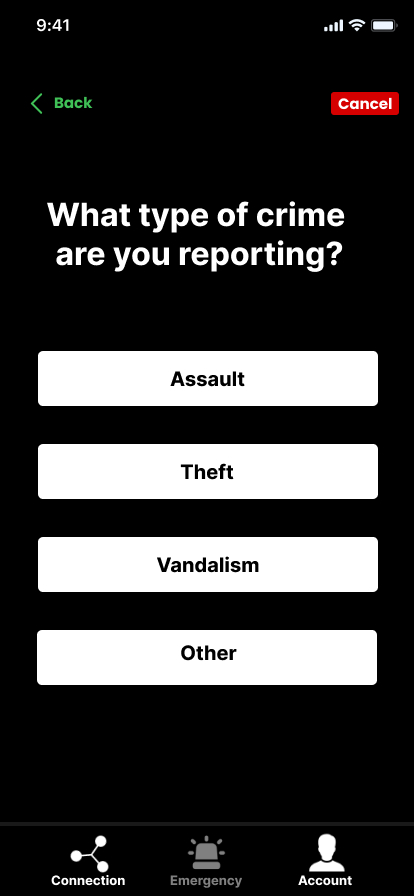 9:41
Back
Cancel
What type of crime
are you reporting?
Assault
Theft
Vandalism
Other
Connection
Emergency
Account